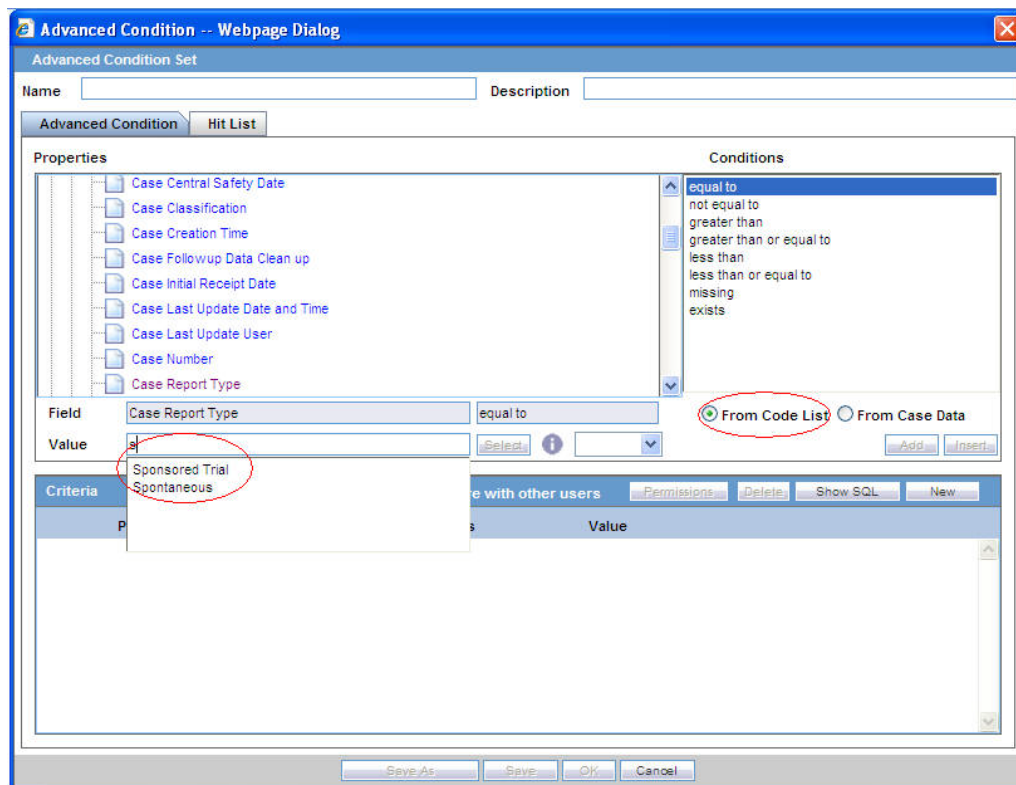 Advanced Condition -- Webpage Dialog
Advanced Condition Set
Name Description
Advanced Condition Hit List
Properties Conditions
Case Central Safety Date
Case Classification
Case Creation Time
Case Followup Data Clean up
Case Initial Receipt Date
Case Last Update Date and Time
Case Last Update User
Case Number
Case Report Type
equal to
not equal to
greater than
greater than or equal to
less than
less than or equal to
missing
exists
Field Case Report Type equal to From Code List From Case Data
Value s Select i Add Insert
Sponsored Trial
Spontaneous
Criteria re with other users Permissions Delete Show SQL New
P s Value
Save As Save OK Cancel